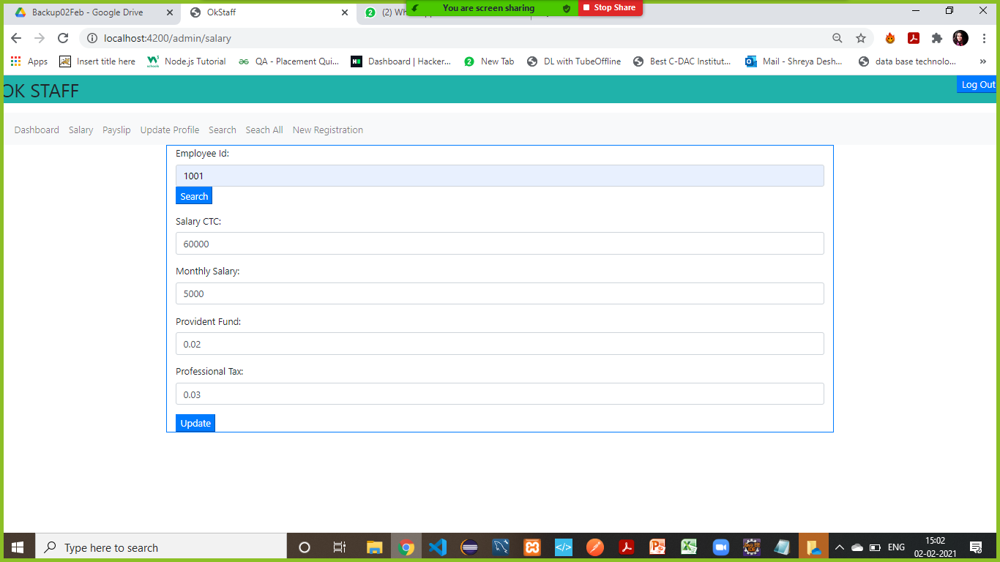 Backup02Feb - Google Drive
OkStaff
(2) Wh
You are screen sharing
Stop Share
localhost:4200/admin/salary
Apps
Insert title here
Node.js Tutorial
QA - Placement Qui...
Dashboard | Hacker...
New Tab
DL with TubeOffline
Best C-DAC Institut...
Mail - Shreya Desh...
data base technolo...
OK STAFF
Log Out
Dashboard Salary Payslip Update Profile Search Seach All New Registration
Employee Id:
1001
Search
Salary CTC:
60000
Monthly Salary:
5000
Provident Fund:
0.02
Professional Tax:
0.03
Update
Type here to search
ENG
15:02
02-02-2021